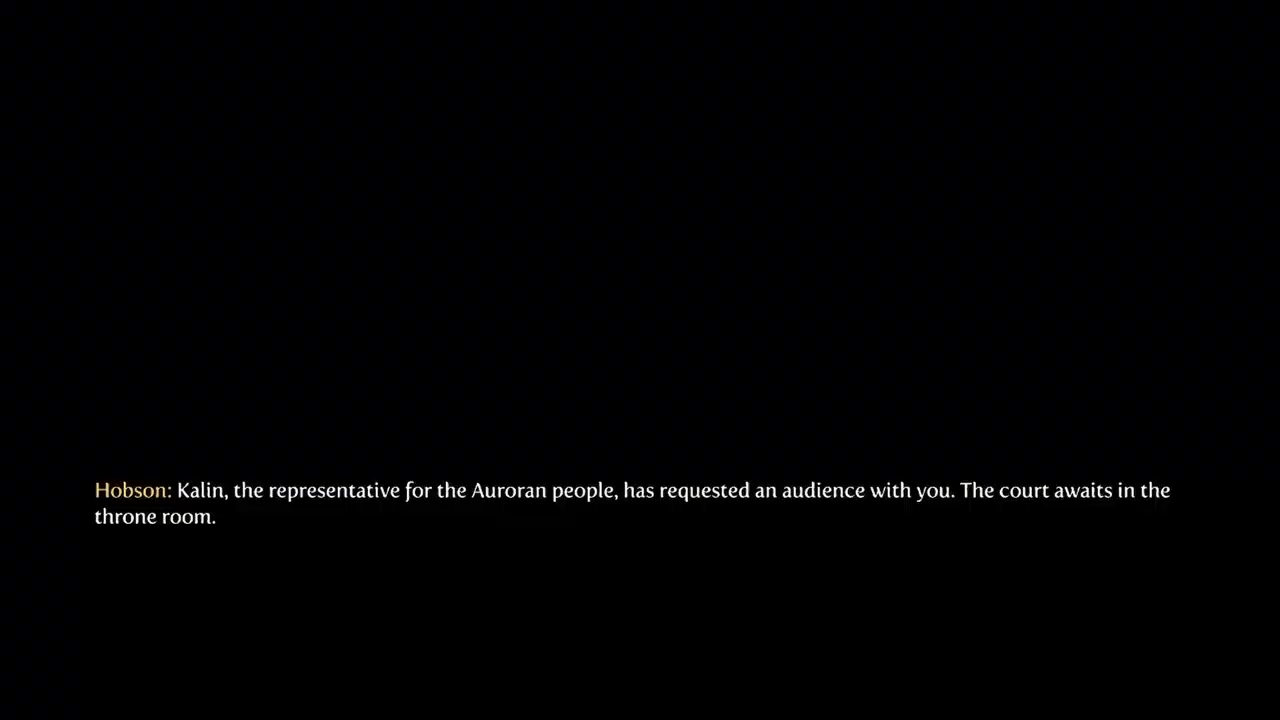 Hobson: Kalin, the representative for the Auroran people, has requested an audience with you. The court awaits in the
throne room.